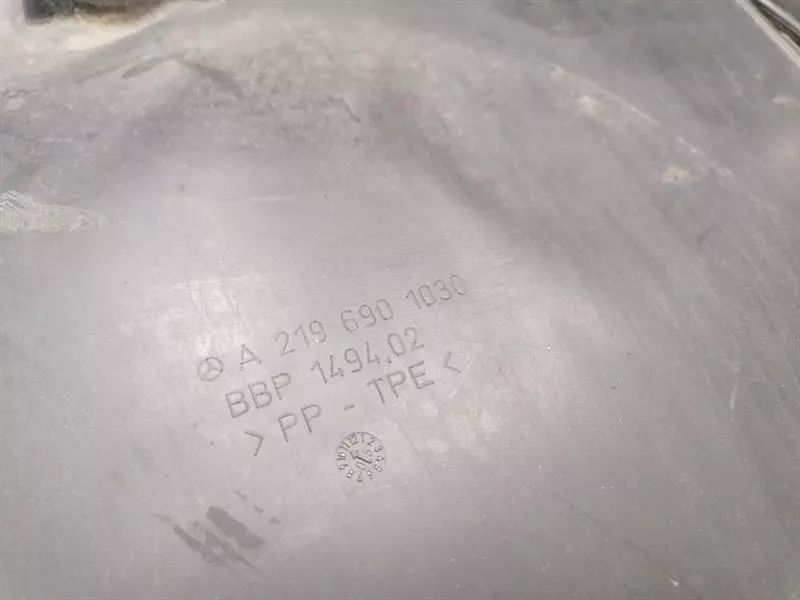 A 219 690 1030
BBP 1494.02
> PP - TPE <